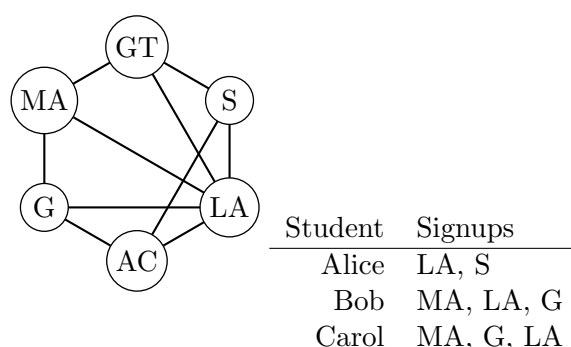 GT
MA
S
G
LA
AC
Student Signups
Alice LA, S
Bob MA, LA, G
Carol MA, G, LA